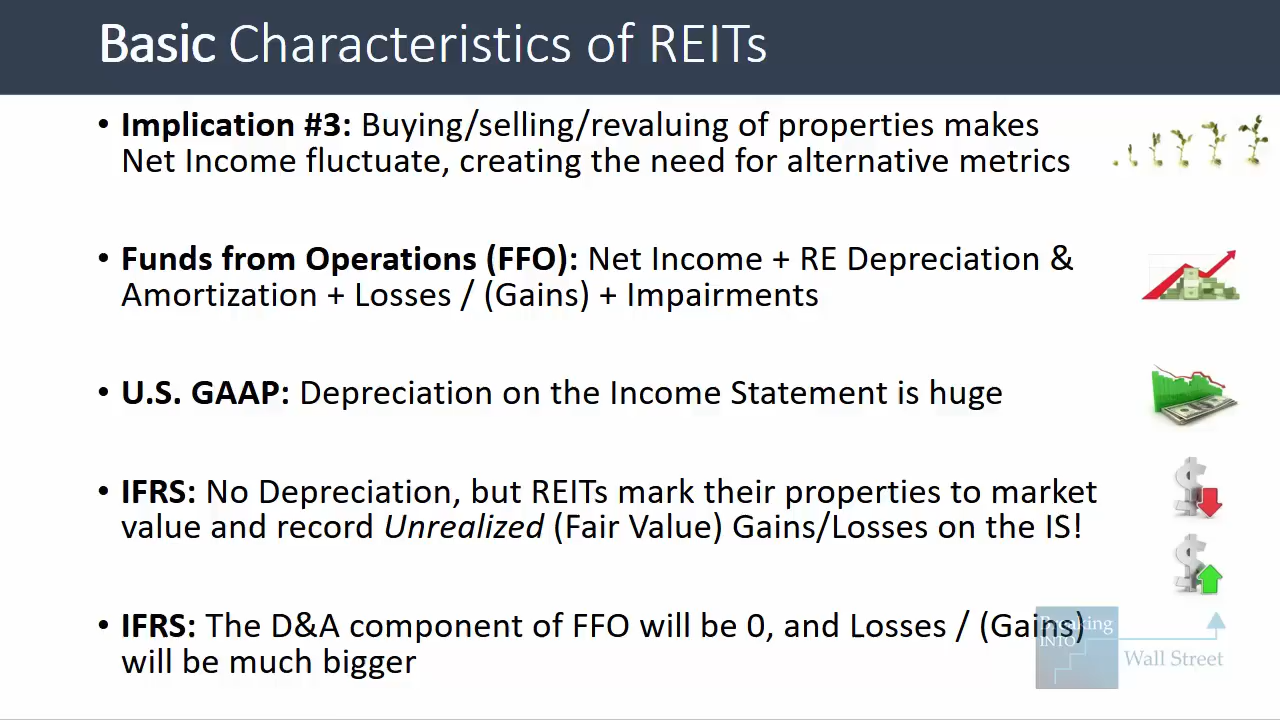 Basic Characteristics of REITs
• Implication #3: Buying/selling/revaluing of properties makes
Net Income fluctuate, creating the need for alternative metrics
• Funds from Operations (FFO): Net Income + RE Depreciation &
Amortization + Losses / (Gains) + Impairments
• U.S. GAAP: Depreciation on the Income Statement is huge
• IFRS: No Depreciation, but REITs mark their properties to market
value and record Unrealized (Fair Value) Gains/Losses on the IS!
• IFRS: The D&A component of FFO will be 0, and Losses / (Gains)
will be much bigger
Breaking
INTO
Wall Street